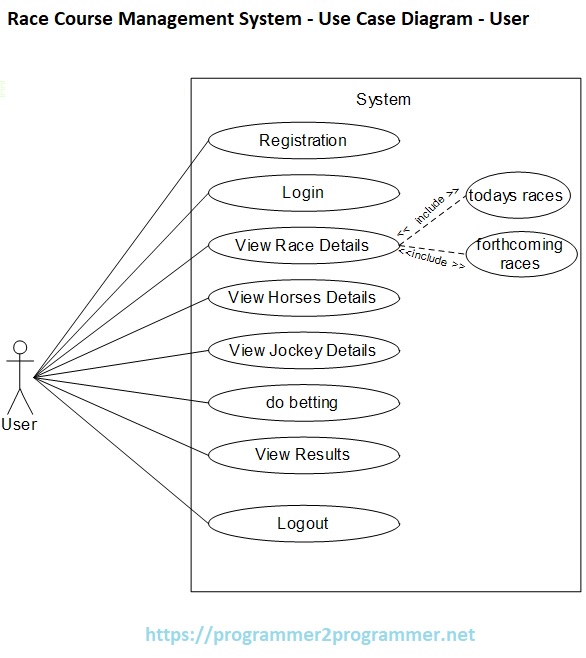 Race Course Management System - Use Case Diagram - User
System
Registration
Login
View Race Details
<< include >>
todays races
<<include >>
forthcoming
races
View Horses Details
View Jockey Details
do betting
View Results
Logout
User
https://programmer2programmer.net